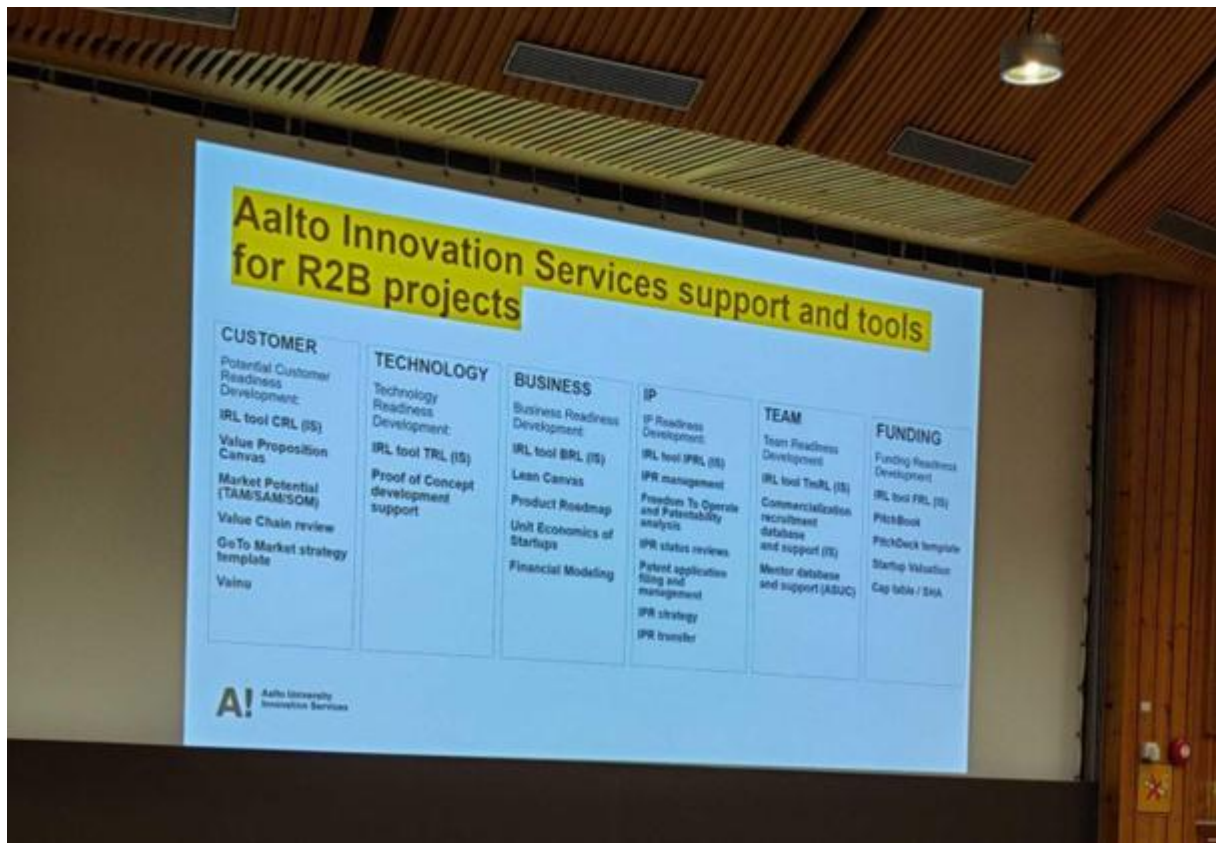 Aalto Innovation Services support and tools
for R2B projects
CUSTOMER
Potential Customer
Readiness
Development:
IRL tool CRL (IS)
Value Proposition
Canvas
Market Potential
(TAM/SAM/SOM)
Value Chain review
GoTo Market strategy
template
Vainu
TECHNOLOGY
Technology
Readiness
Development:
IRL tool TRL (IS)
Proof of Concept
development
support
BUSINESS
Business Readiness
Development:
IRL tool BRL (IS)
Lean Canvas
Product Roadmap
Unit Economics of
Startups
Financial Modeling
IP
IP Readiness
Development:
IRL tool IPRL (IS)
IPR management
Freedom To Operate
and Patentability
analysis
IPR status reviews
Patent application
filing and
management
IPR strategy
IPR transfer
TEAM
Team Readiness
Development:
IRL tool TmRL (IS)
Commercialization
recruitment
database
and support (IS)
Mentor database
and support (ASUC)
FUNDING
Funding Readiness
Development:
IRL tool FRL (IS)
PitchBook
PitchDeck template
Startup Valuation
Cap table / SHA
A!
Aalto University
Innovation Services